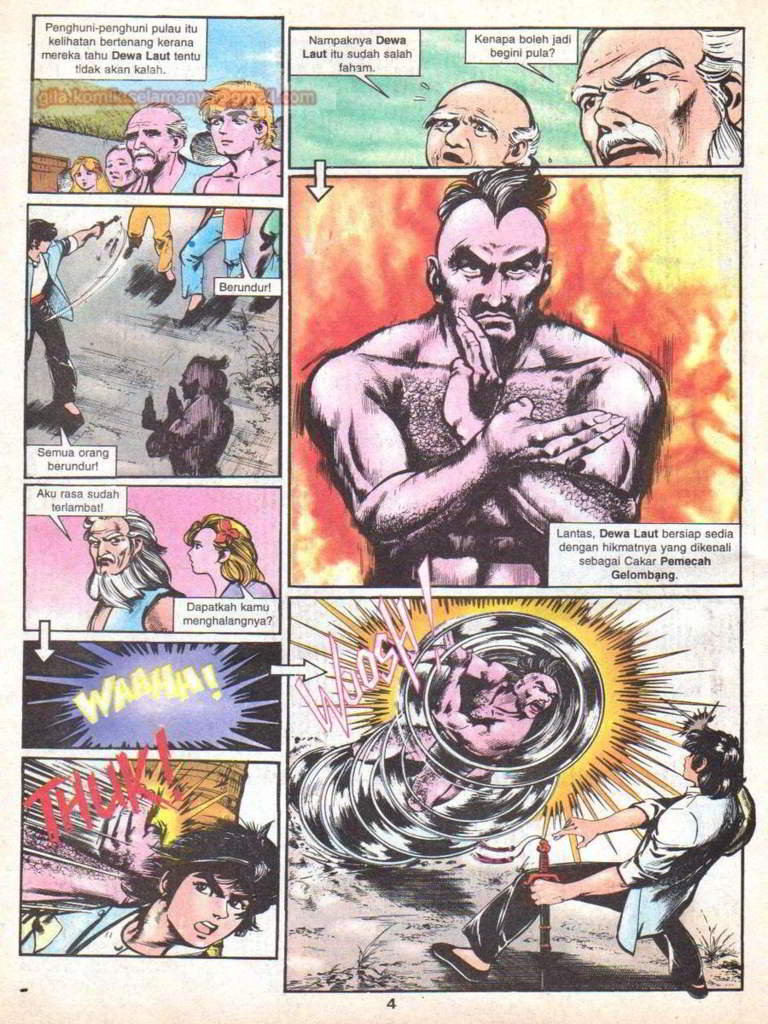 Penghuni-penghuni pulau itu
kelihatan bertenang kerana
mereka tahu Dewa Laut tentu
tidak akan kalah.
Nampaknya Dewa
Laut itu sudah salah
faham.
Kenapa boleh jadi
begini pula?
Berundur!
Semua orang
berundur!
Aku rasa sudah
terlambat!
Dapatkah kamu
menghalangnya?
Lantas, Dewa Laut bersiap sedia
dengan hikmatnya yang dikenali
sebagai Cakar Pemecah
Gelombang.
WAAHHH!
WOOSH!
THUK!
4